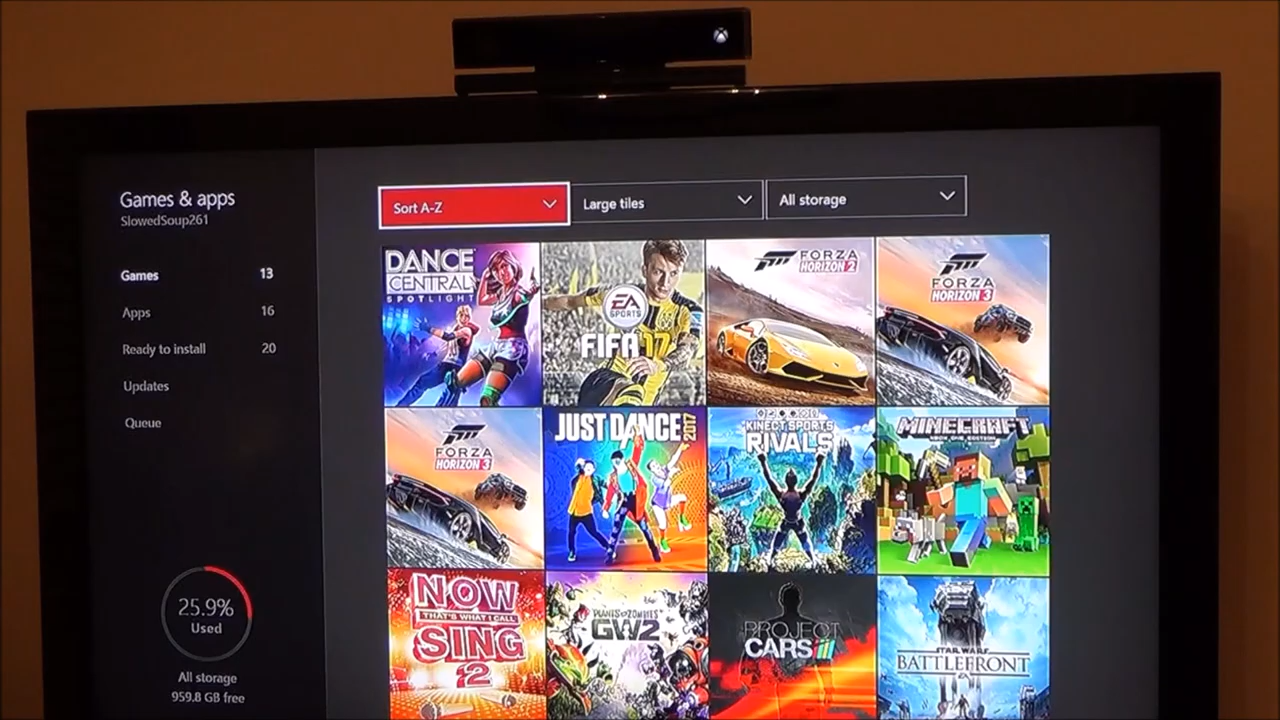 Games & apps
SlowedSoup261
Games 13
Apps 16
Ready to install 20
Updates
Queue
25.9%
Used
All storage
959.8 GB free
Sort A-Z
Large tiles
All storage
DANCE
CENTRAL
SPOTLIGHT
EA
SPORTS
FIFA 17
FORZA
HORIZON 2
FORZA
HORIZON 3
FORZA
HORIZON 3
JUST DANCE 2017
KINECT SPORTS
RIVALS
MINECRAFT
XBOX ONE EDITION
NOW
THAT'S WHAT I CALL
SING
2
PLANTS VS ZOMBIES
GW2
PROJECT
CARS
STAR WARS
BATTLEFRONT